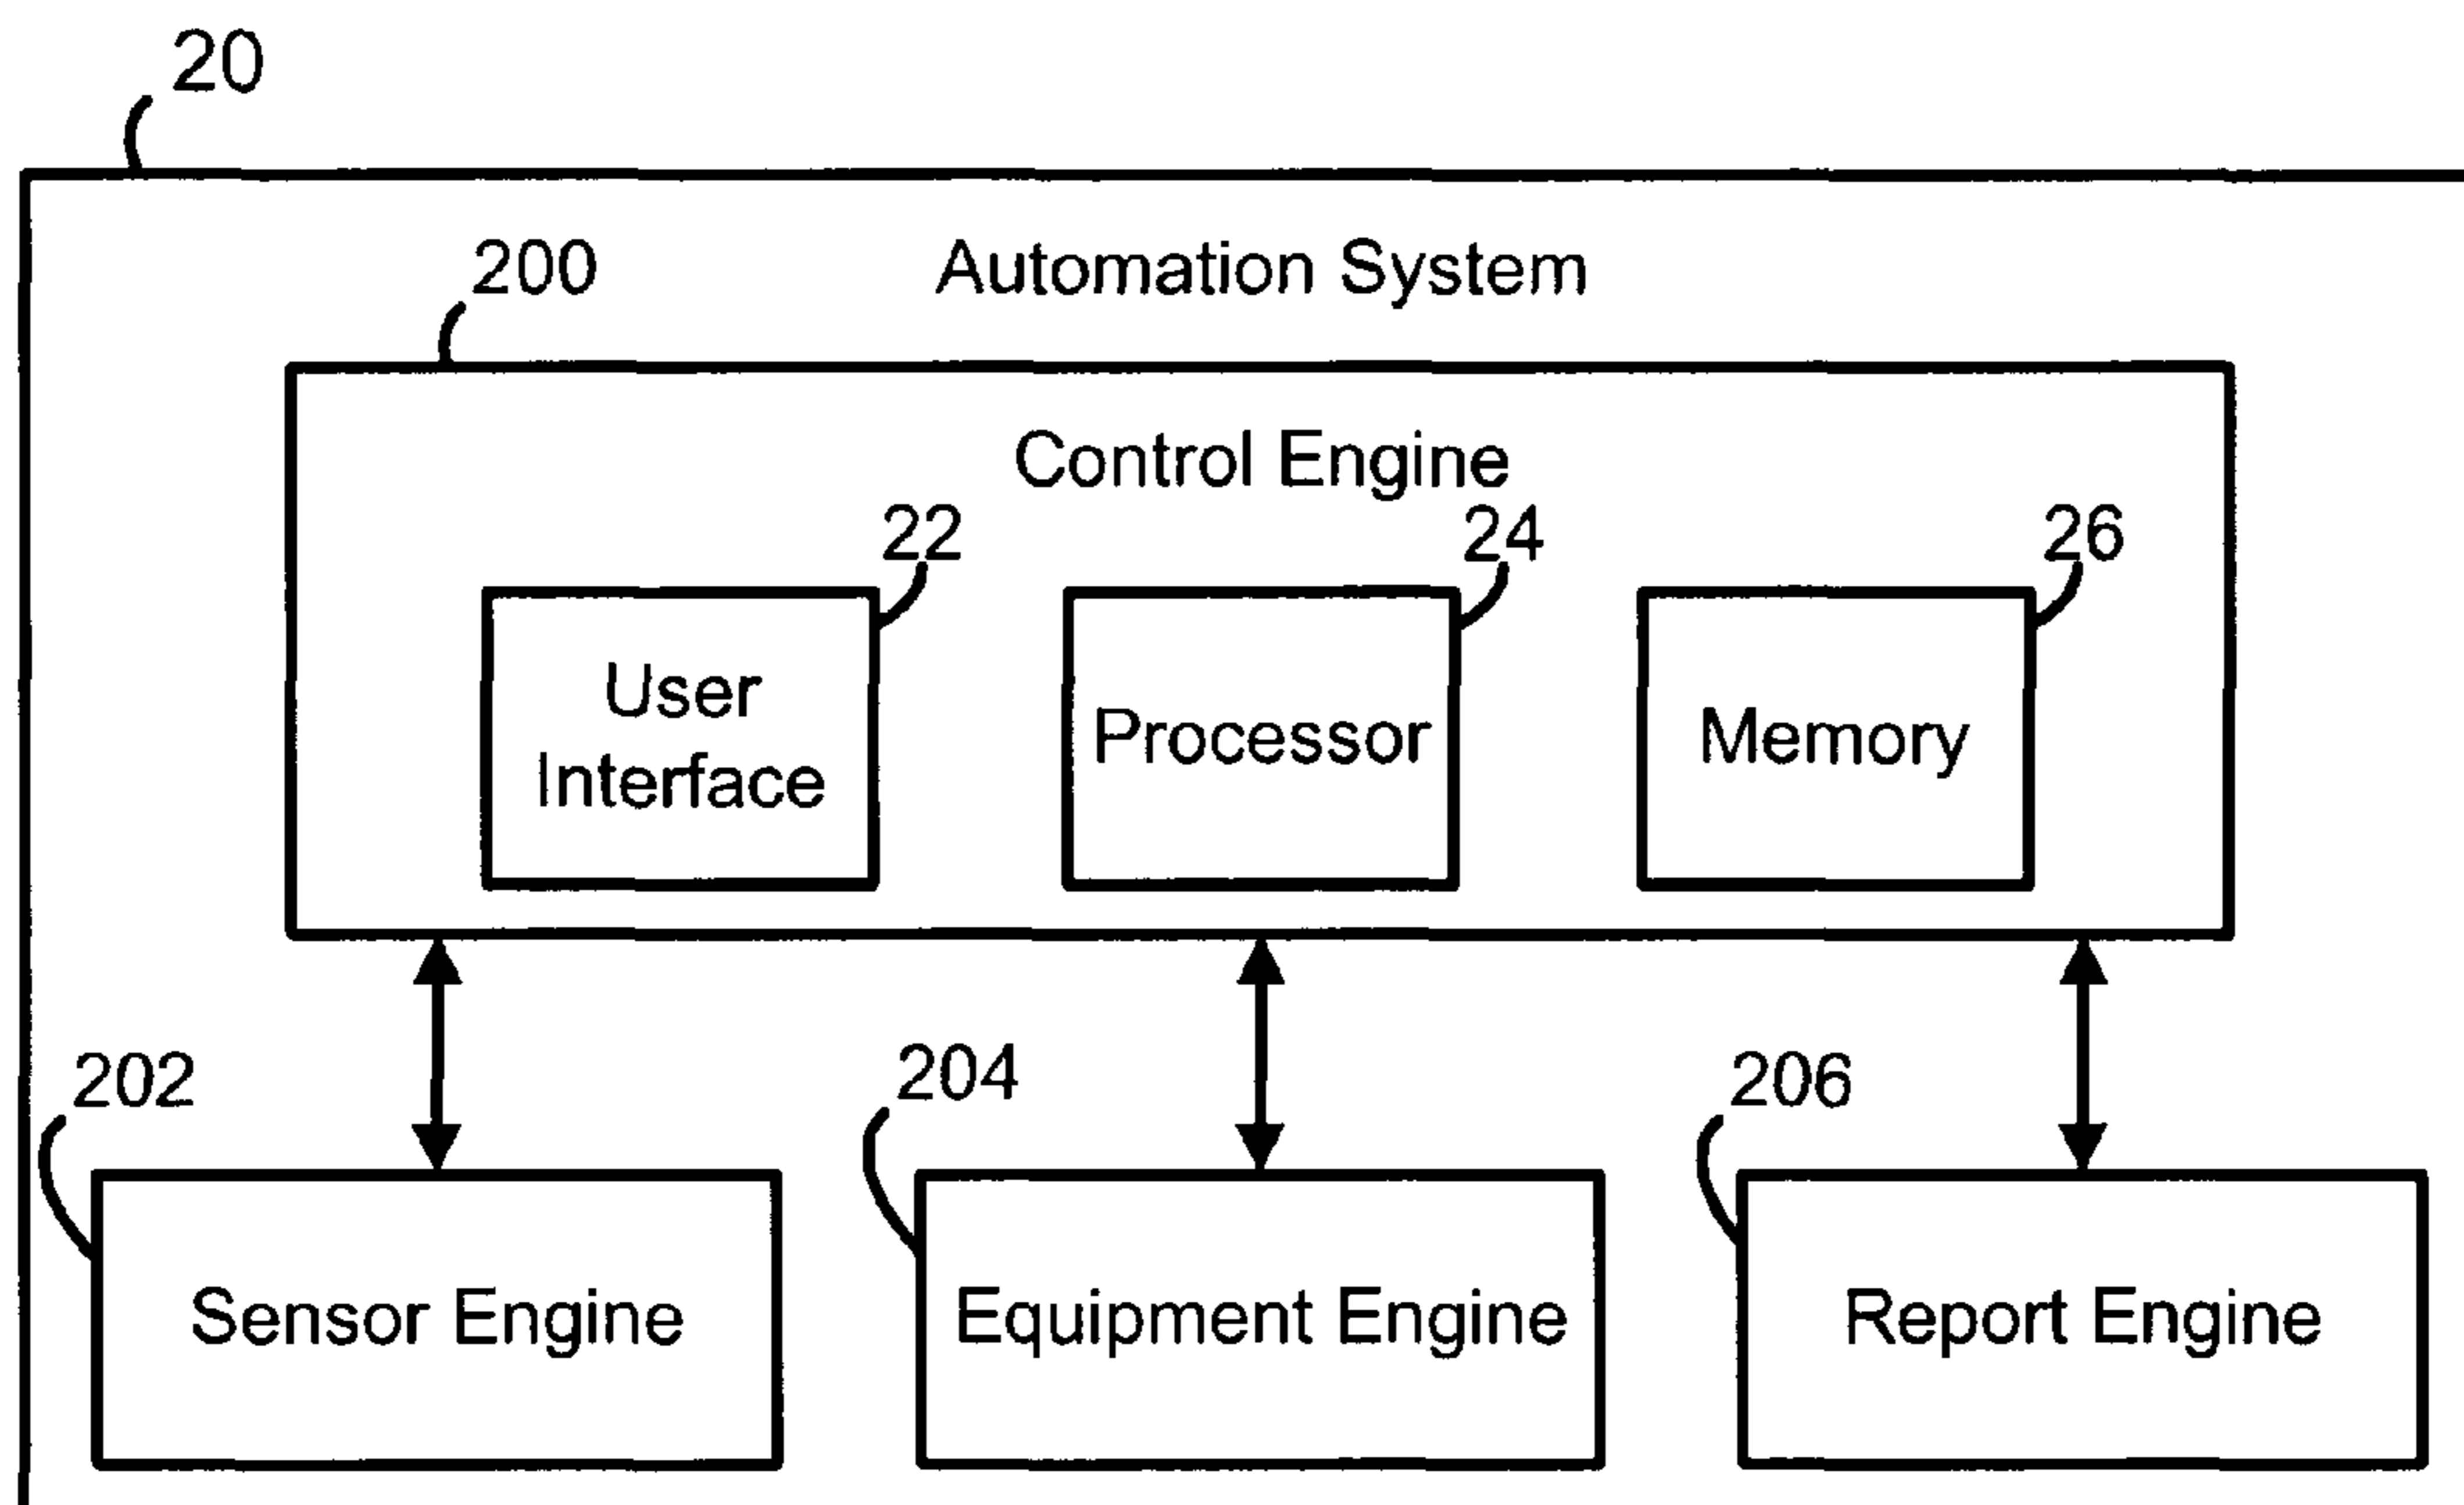 20
200
Automation System
Control Engine
22
24
26
User
Interface
Processor
Memory
202
204
206
Sensor Engine
Equipment Engine
Report Engine